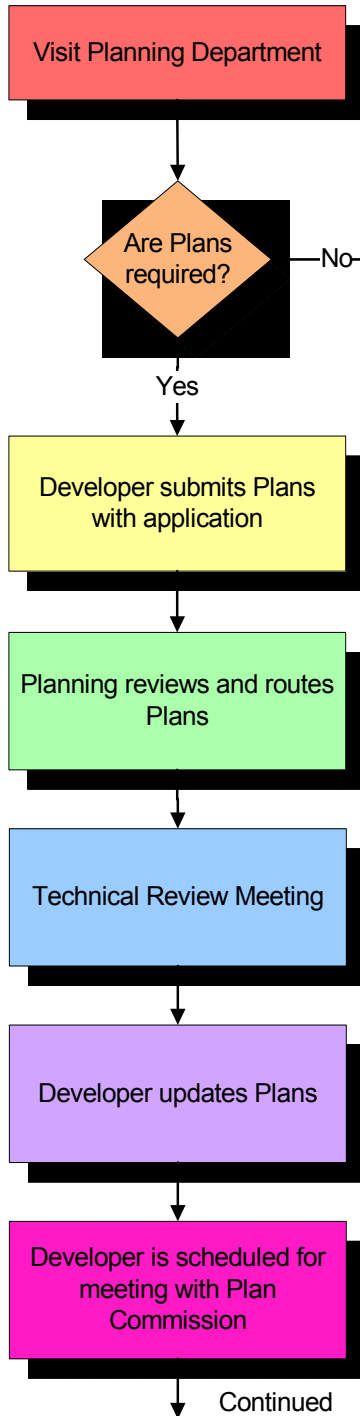 Visit Planning Department
Are Plans
required?
No
Yes
Developer submits Plans
with application
Planning reviews and routes
Plans
Technical Review Meeting
Developer updates Plans
Developer is scheduled for
meeting with Plan
Commission
Continued